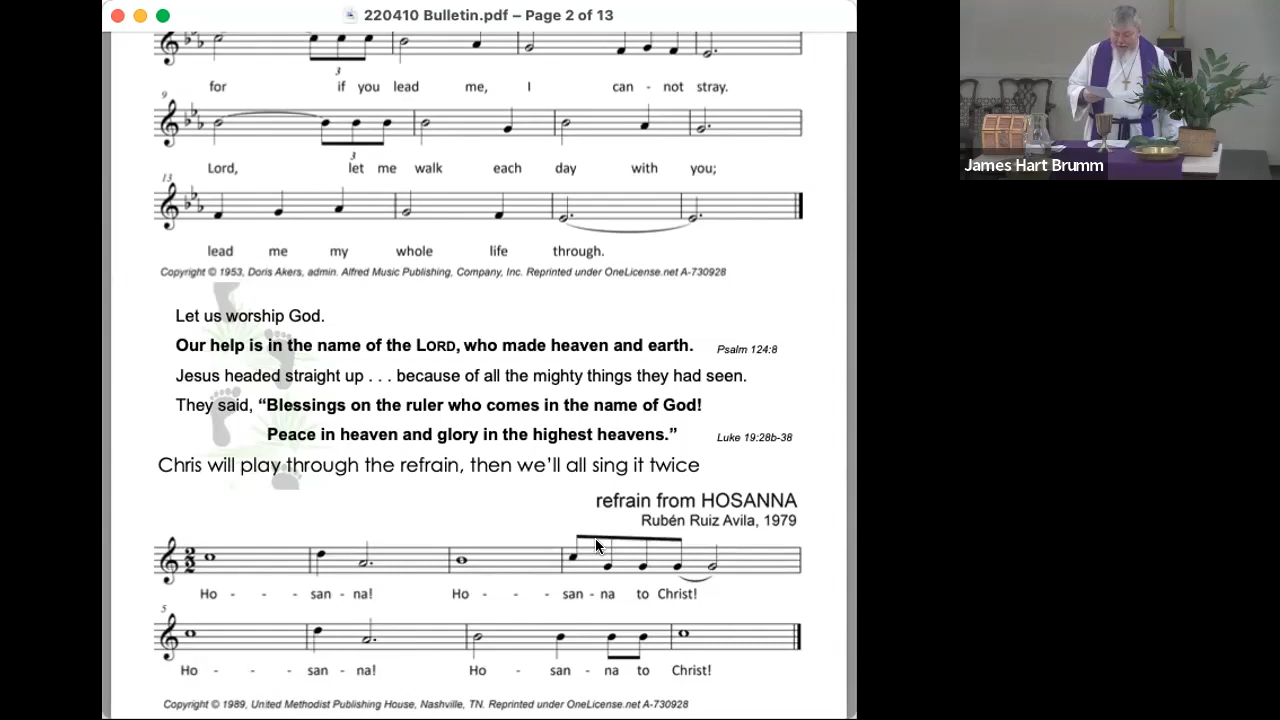 220410 Bulletin.pdf – Page 2 of 13
3
for if you lead me, I can - not stray.
9
3
Lord, let me walk each day with you;
13
lead me my whole life through.
Copyright © 1953, Doris Akers, admin. Alfred Music Publishing, Company, Inc. Reprinted under OneLicense.net A-730928
Let us worship God.
Our help is in the name of the LORD, who made heaven and earth. Psalm 124:8
Jesus headed straight up . . . because of all the mighty things they had seen.
They said, “Blessings on the ruler who comes in the name of God!
Peace in heaven and glory in the highest heavens.” Luke 19:28b-38
Chris will play through the refrain, then we’ll all sing it twice
refrain from HOSANNA
Rubén Ruiz Avila, 1979
Ho - - - san - na! Ho - - - san - na to Christ!
5
Ho - - - san - na! Ho - san - na to Christ!
Copyright © 1989, United Methodist Publishing House, Nashville, TN. Reprinted under OneLicense.net A-730928
James Hart Brumm